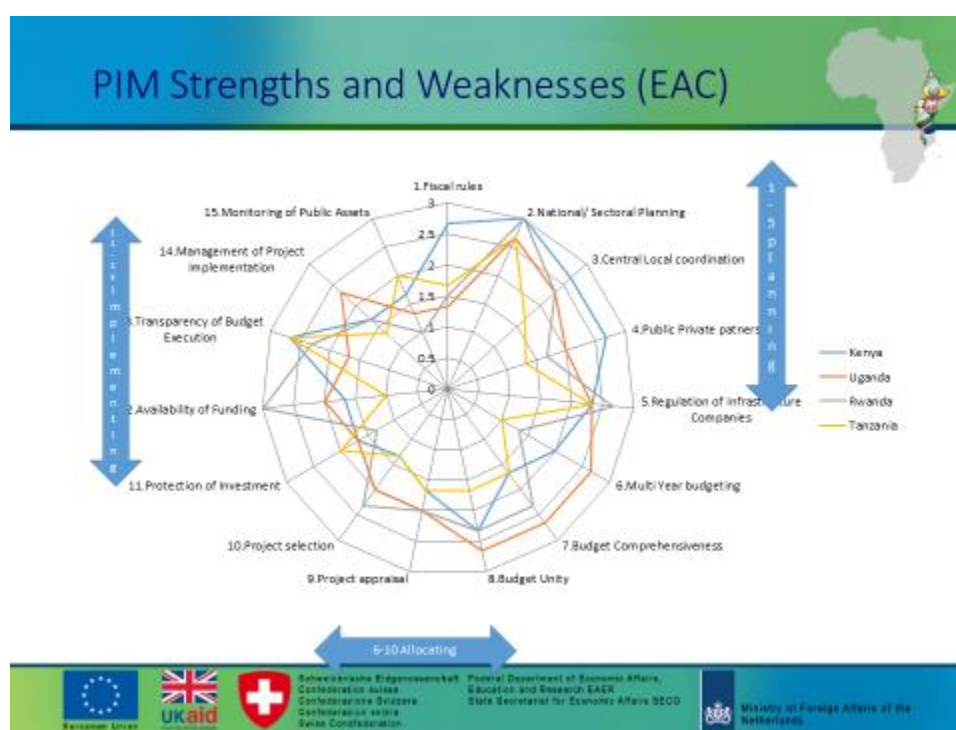 PIM Strengths and Weaknesses (EAC)
1.Fiscal rules
2.National/ Sectoral Planning
3.Central Local coordination
4.Public Private patners
5.Regulation of Infrastructure
Companies
6.Multi Year budgeting
7.Budget Comprehensiveness
8.Budget Unity
9.Project appraisal
10.Project selection
11.Protection of Investment
2.Availability of Funding
3.Transparency of Budget
Execution
14.Management of Project
Implementation
15.Monitoring of Public Assets
3
2.5
2
1.5
1
0.5
0
1-5planning
Implementing
6-10 Allocating
Kenya
Uganda
Rwanda
Tanzania
European Union
UKaid
Schweizerische Eidgenossenschaft
Confédération suisse
Confederazione Svizzera
Confederaziun svizra
Swiss Confederation
Federal Department of Economic Affairs,
Education and Research EAER
State Secretariat for Economic Affairs SECO
Ministry of Foreign Affairs of the
Netherlands